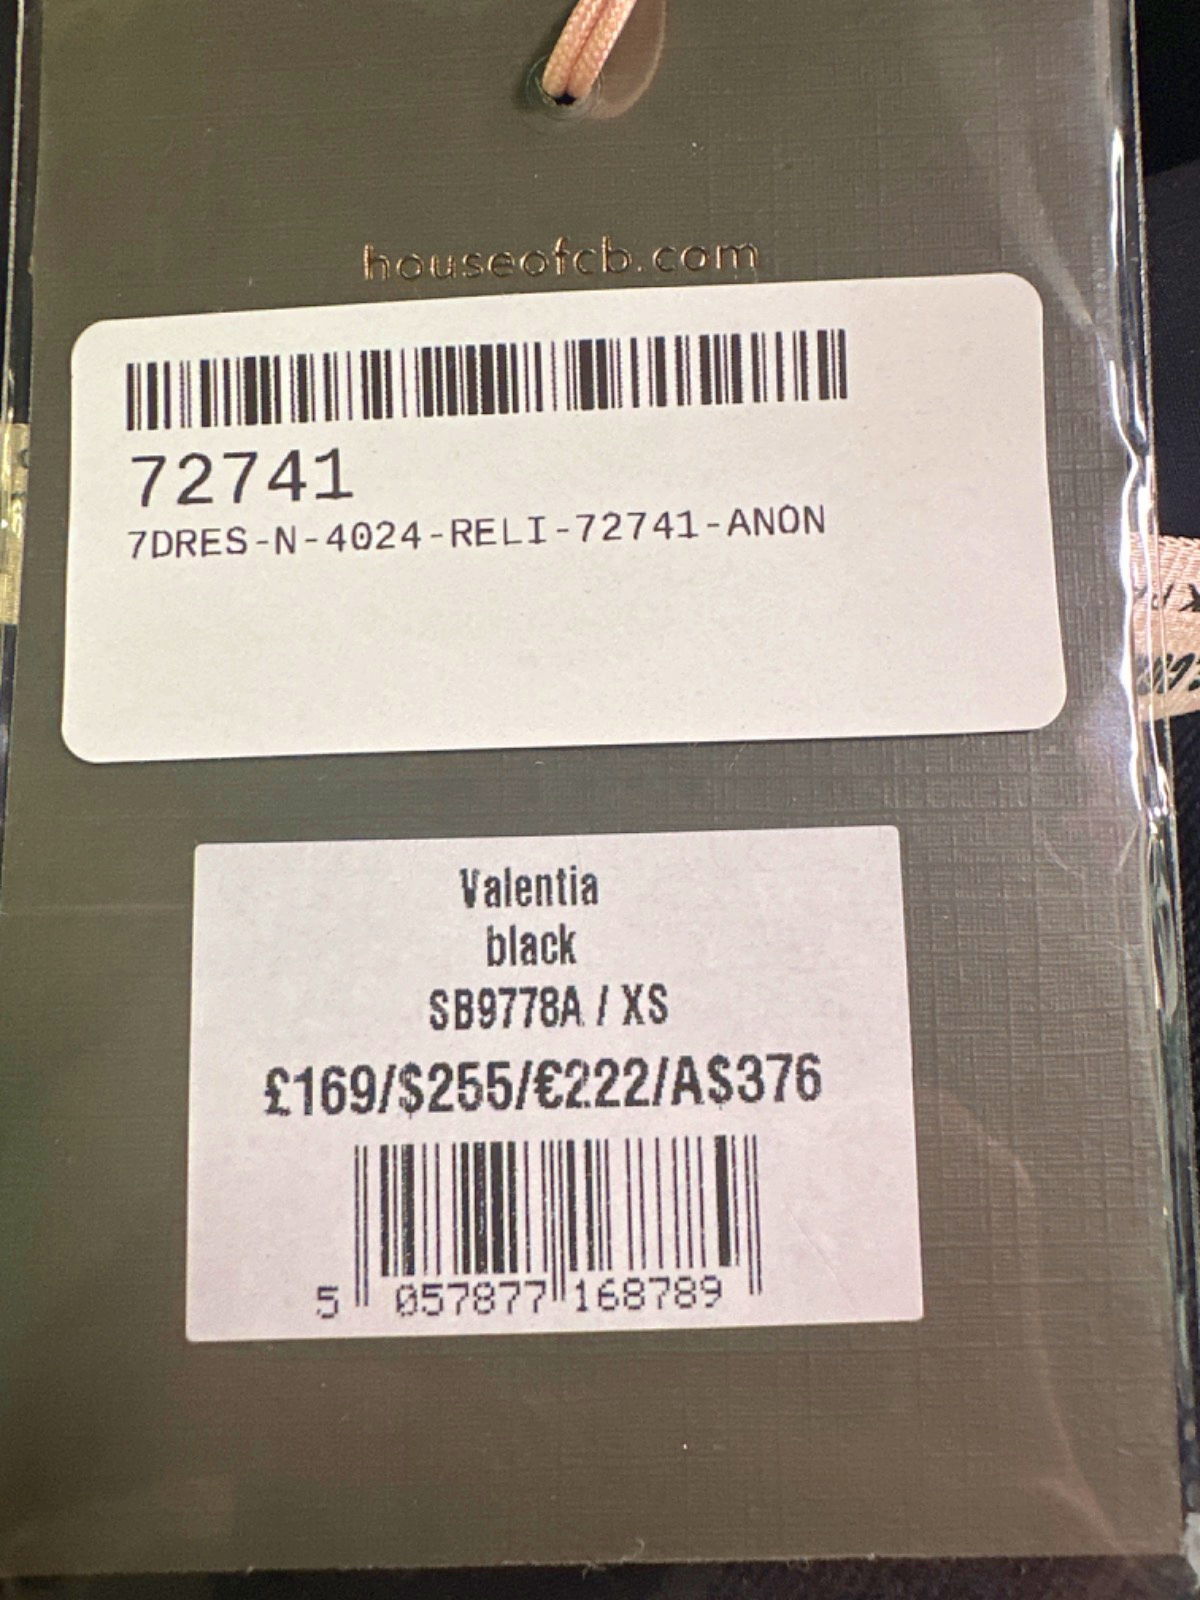 houseofcb.com
72741
7DRES-N-4024-RELI-72741-ANON
Valentia
black
SB9778A / XS
£169/$255/€222/A$376
5 057877 168789